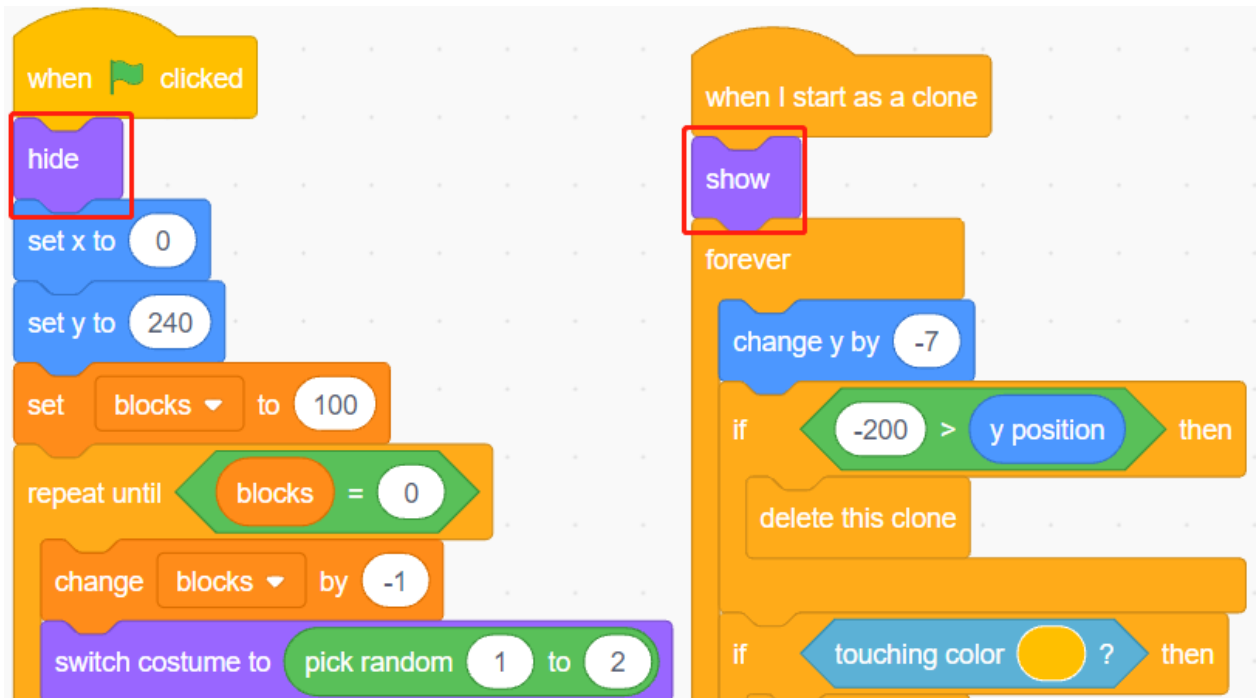 when clicked
hide
set x to 0
set y to 240
set blocks to 100
repeat until blocks = 0
change blocks by -1
switch costume to pick random 1 to 2
when I start as a clone
show
forever
change y by -7
if -200 > y position then
delete this clone
if touching color ? then